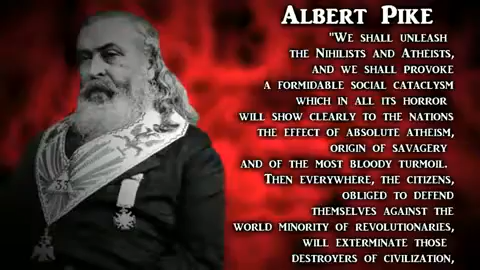 Albert Pike
"We shall unleash
the Nihilists and Atheists,
and we shall provoke
a formidable social cataclysm
which in all its horror
will show clearly to the nations
the effect of absolute atheism,
origin of savagery
and of the most bloody turmoil.
Then everywhere, the citizens,
obliged to defend
themselves against the
world minority of revolutionaries,
will exterminate those
destroyers of civilization,
33